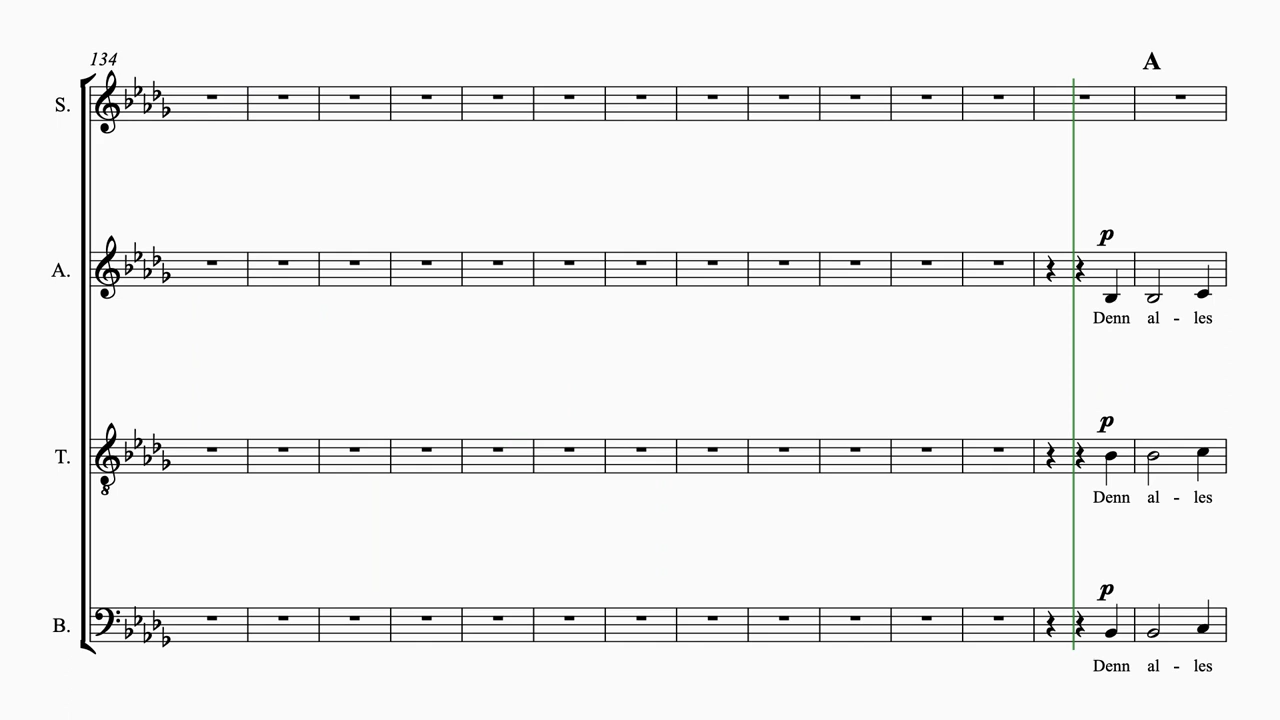 134
A
S.
p
A.
Denn al - les
p
T.
Denn al - les
p
B.
Denn al - les